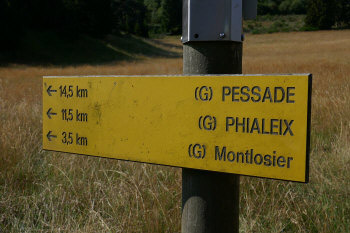 ← 14,5 km (G) PESSADE
← 11,5 km (G) PHIALEIX
← 3,5 km (G) Montlosier